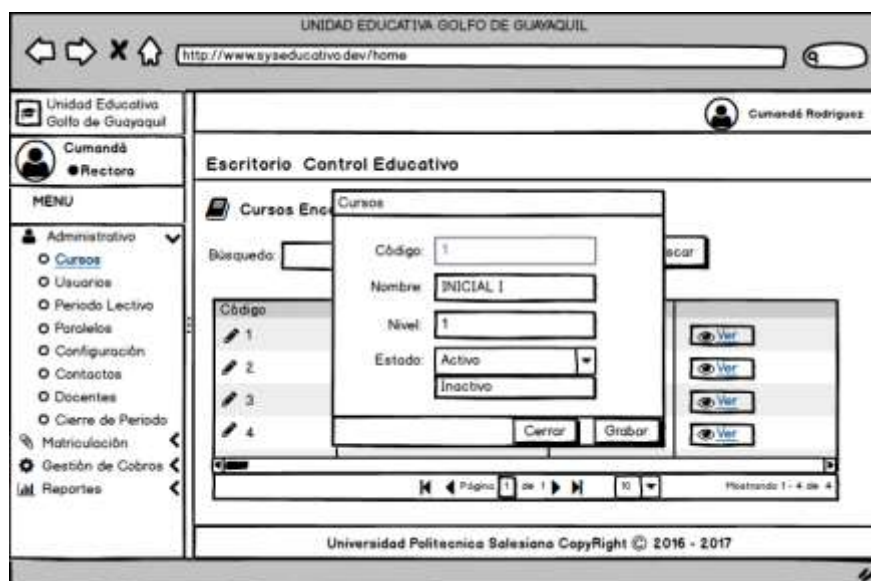 UNIDAD EDUCATIVA GOLFO DE GUAYAQUIL
http://www.syseducativo.dev/home
Unidad Educativa
Golfo de Guayaquil
Cumandá Rodriguez
Cumandá
Rectora
MENU
Administrativo
Cursos
Usuarios
Periodo Lectivo
Paralelos
Configuración
Contactos
Docentes
Cierre de Periodo
Matriculación
Gestión de Cobros
Reportes
Escritorio Control Educativo
Cursos Enc
Búsqueda:
scar
Código
1
2
3
4
Ver
Ver
Ver
Ver
Cursos
Código: 1
Nombre: INICIAL I
Nivel: 1
Estado: Activo
Inactivo
Cerrar Grabar
Página 1 de 1 10 Mostrando 1 - 4 de 4
Universidad Politecnica Salesiana CopyRight © 2016 - 2017